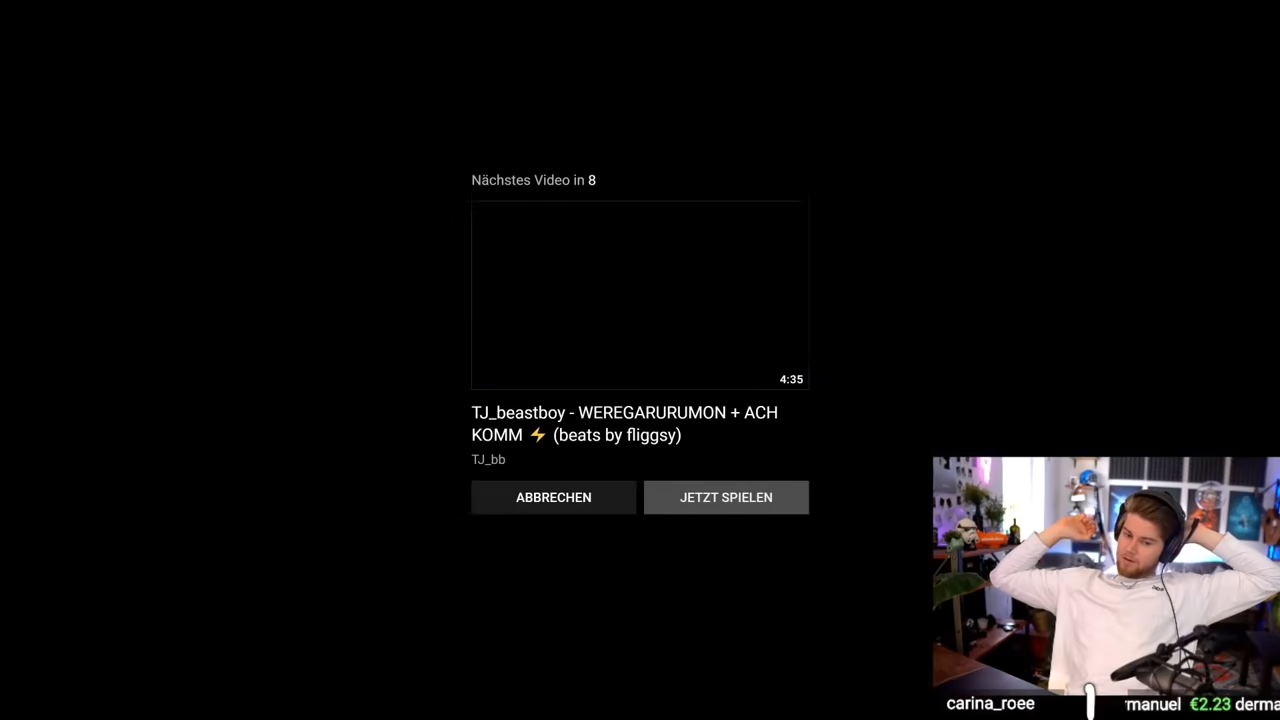 Nächstes Video in 8
4:35
TJ_beastboy - WEREGARURUMON + ACH
KOMM ⚡ (beats by fliggsy)
TJ_bb
ABBRECHEN
JETZT SPIELEN
carina_roee
manuel €2.23 derma